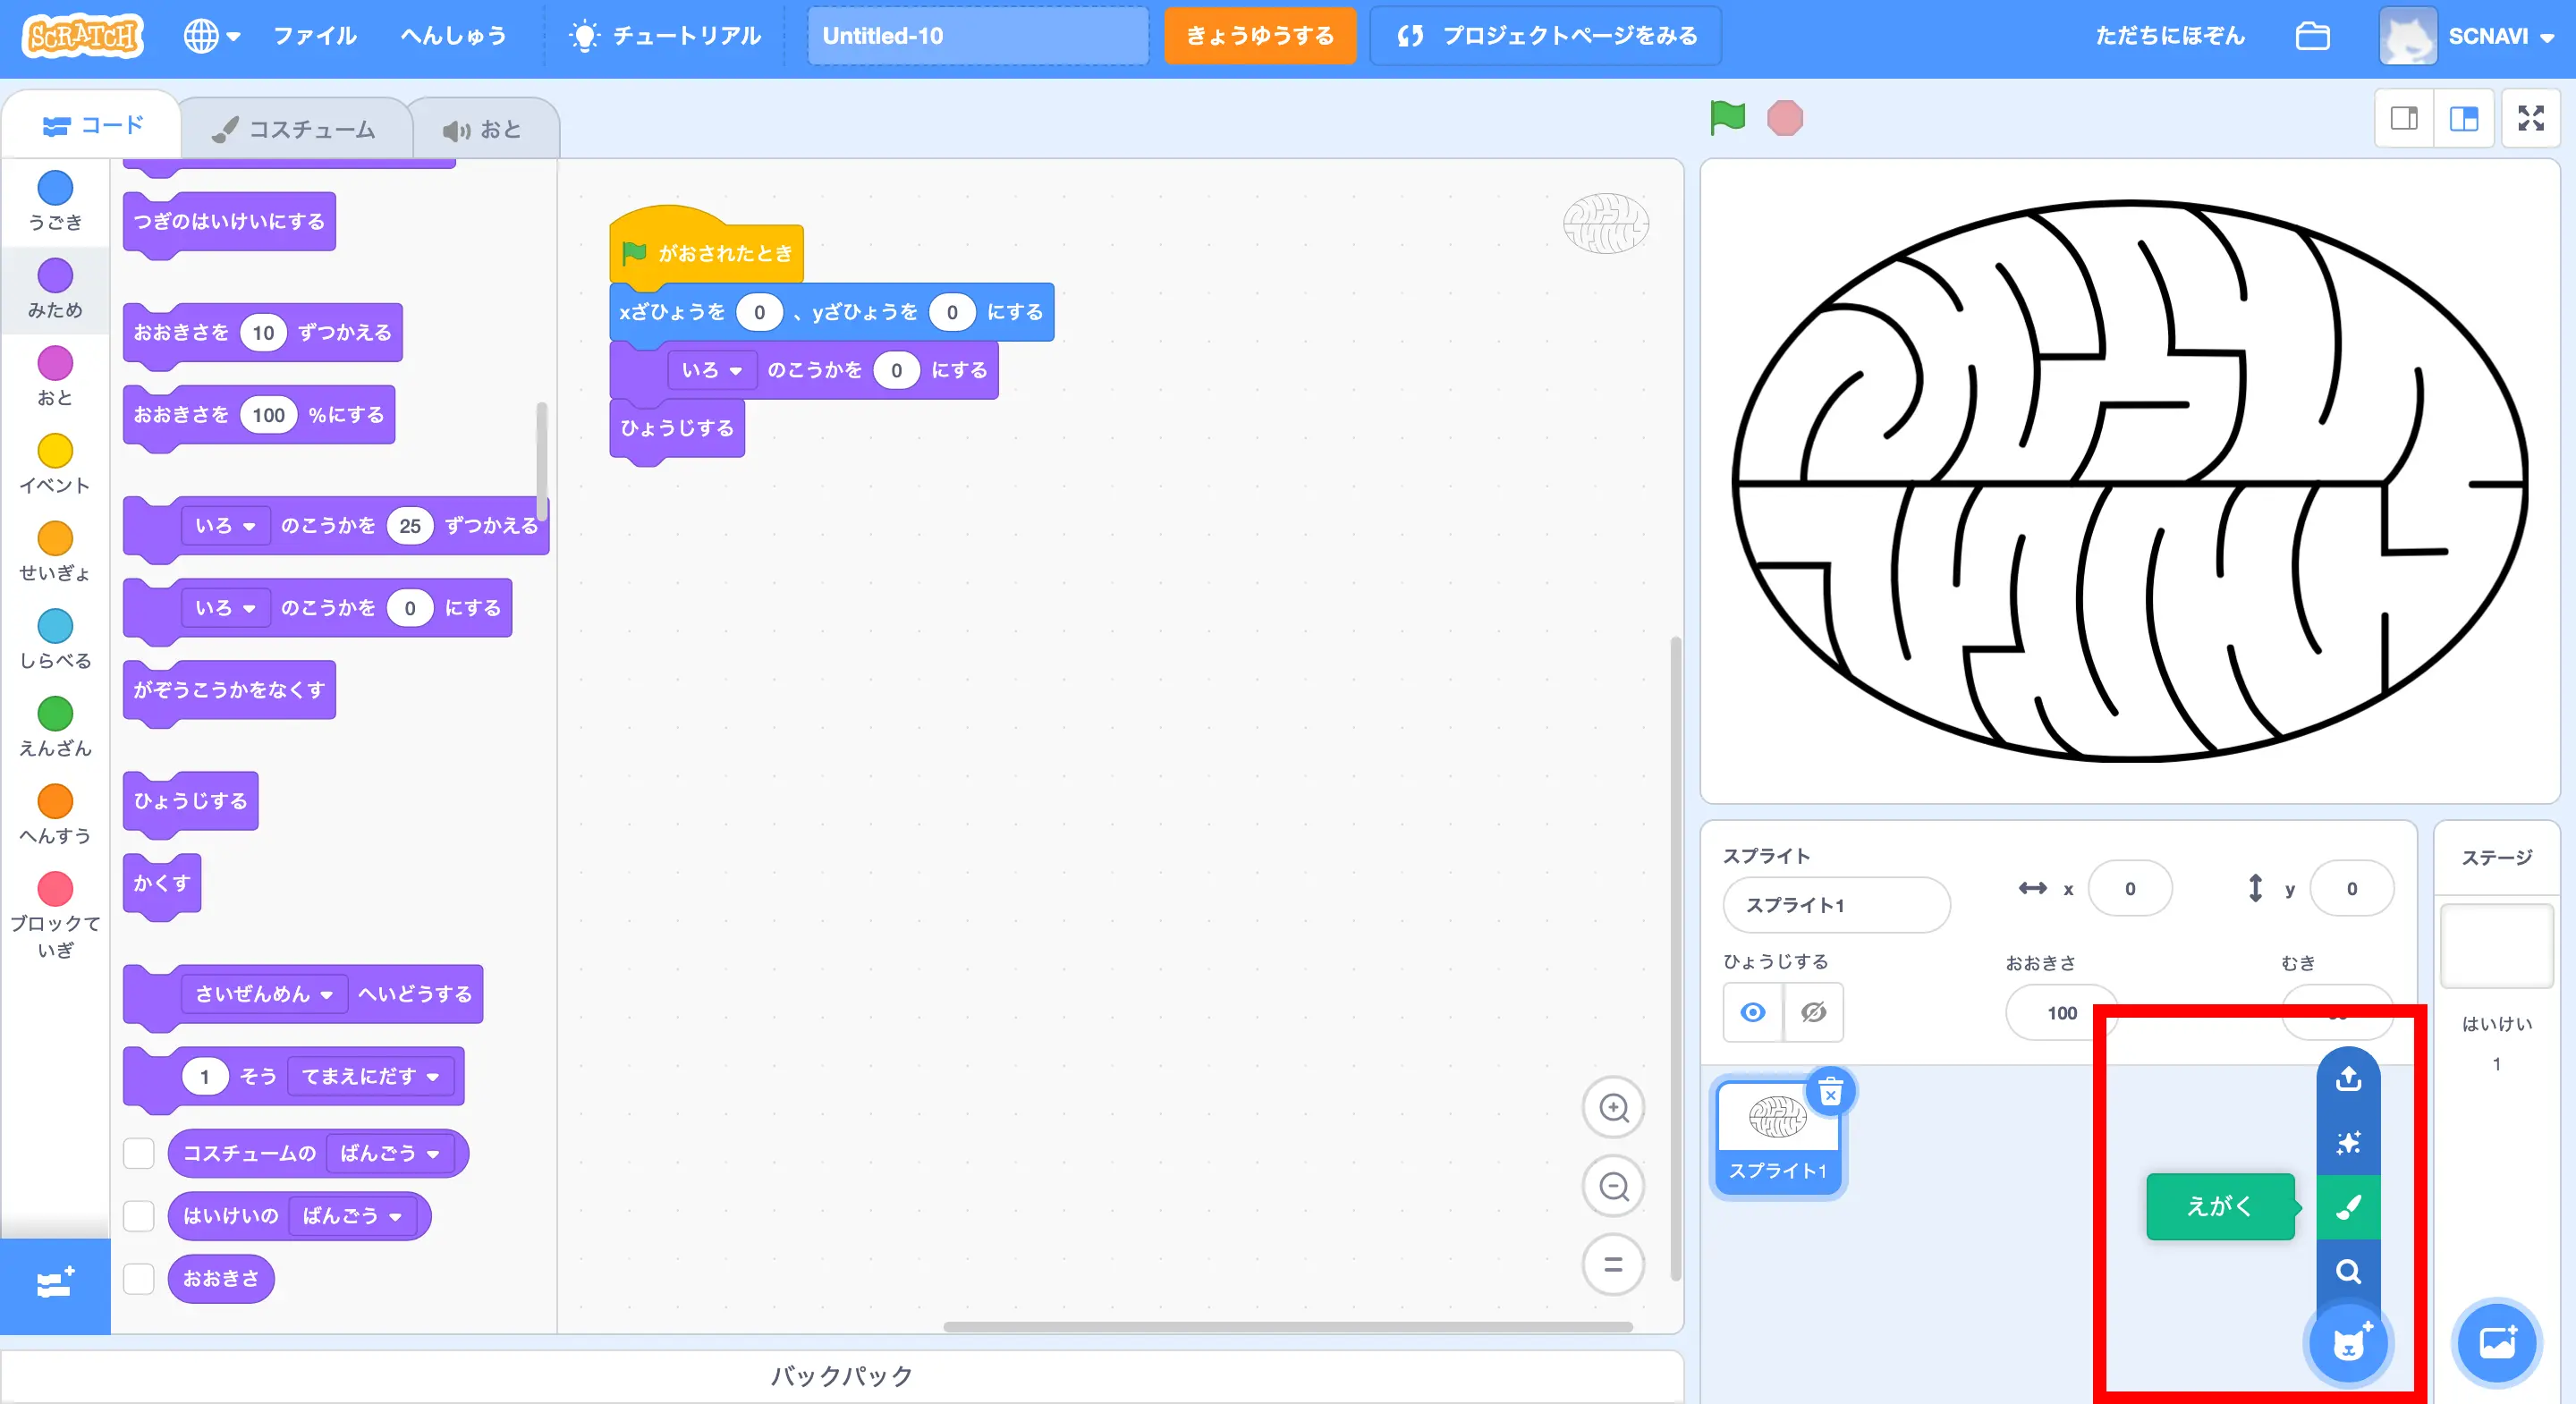 SCRATCH
ファイル
へんしゅう
チュートリアル
Untitled-10
きょうゆうする
プロジェクトページをみる
ただちにほぞん
SCNAVI
コード
コスチューム
おと
うごき
みため
おと
イベント
せいぎょ
しらべる
えんざん
へんすう
ブロックて
いぎ
つぎのはいけいにする
おおきさを 10 ずつかえる
おおきさを 100 %にする
いろ のこうかを 25 ずつかえる
いろ のこうかを 0 にする
がぞうこうかをなくす
ひょうじする
かくす
さいぜんめん へいどうする
1 そう てまえにだす
コスチュームの ばんごう
はいけいの ばんごう
おおきさ
がおされたとき
xざひょうを 0 、yざひょうを 0 にする
いろ のこうかを 0 にする
ひょうじする
バックパック
スプライト
スプライト1
x 0
y 0
ひょうじする
おおきさ
100
むき
スプライト1
えがく
ステージ
はいけい
1